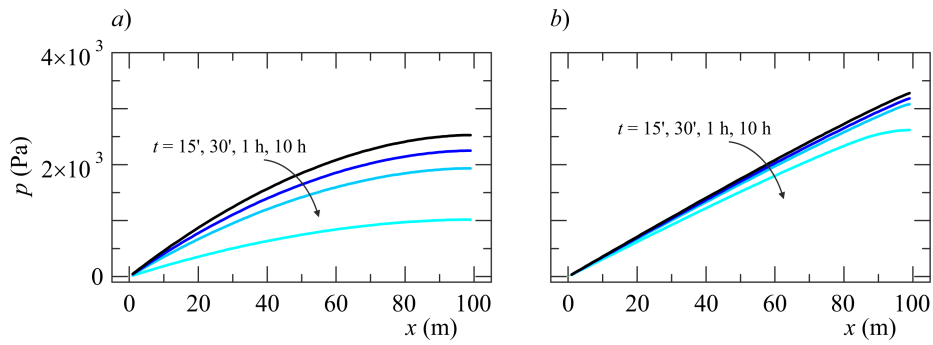 a)
b)
4×10³
2×10³
0
p (Pa)
t = 15', 30', 1 h, 10 h
t = 15', 30', 1 h, 10 h
0 20 40 60 80 100
0 20 40 60 80 100
x (m)
x (m)